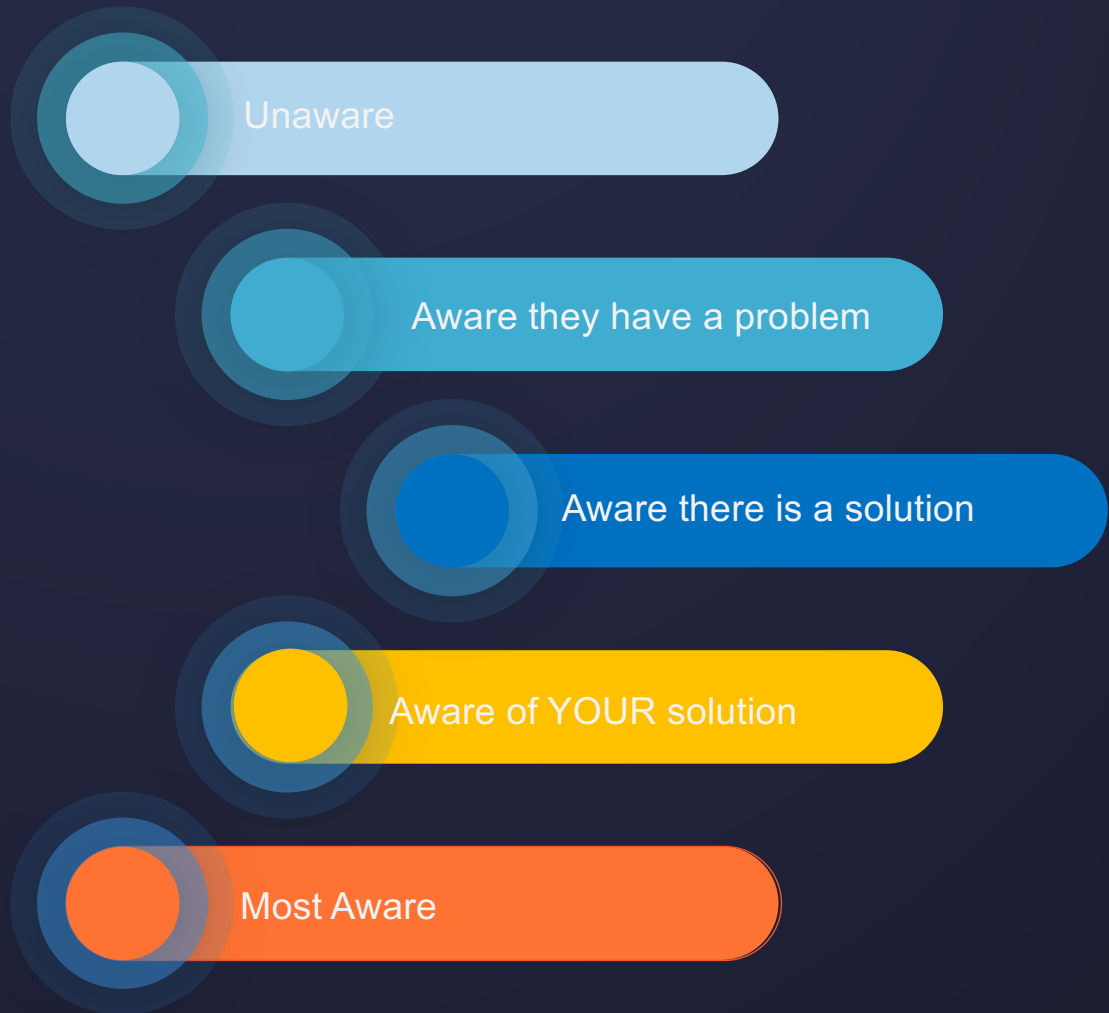 Unaware
Aware they have a problem
Aware there is a solution
Aware of YOUR solution
Most Aware